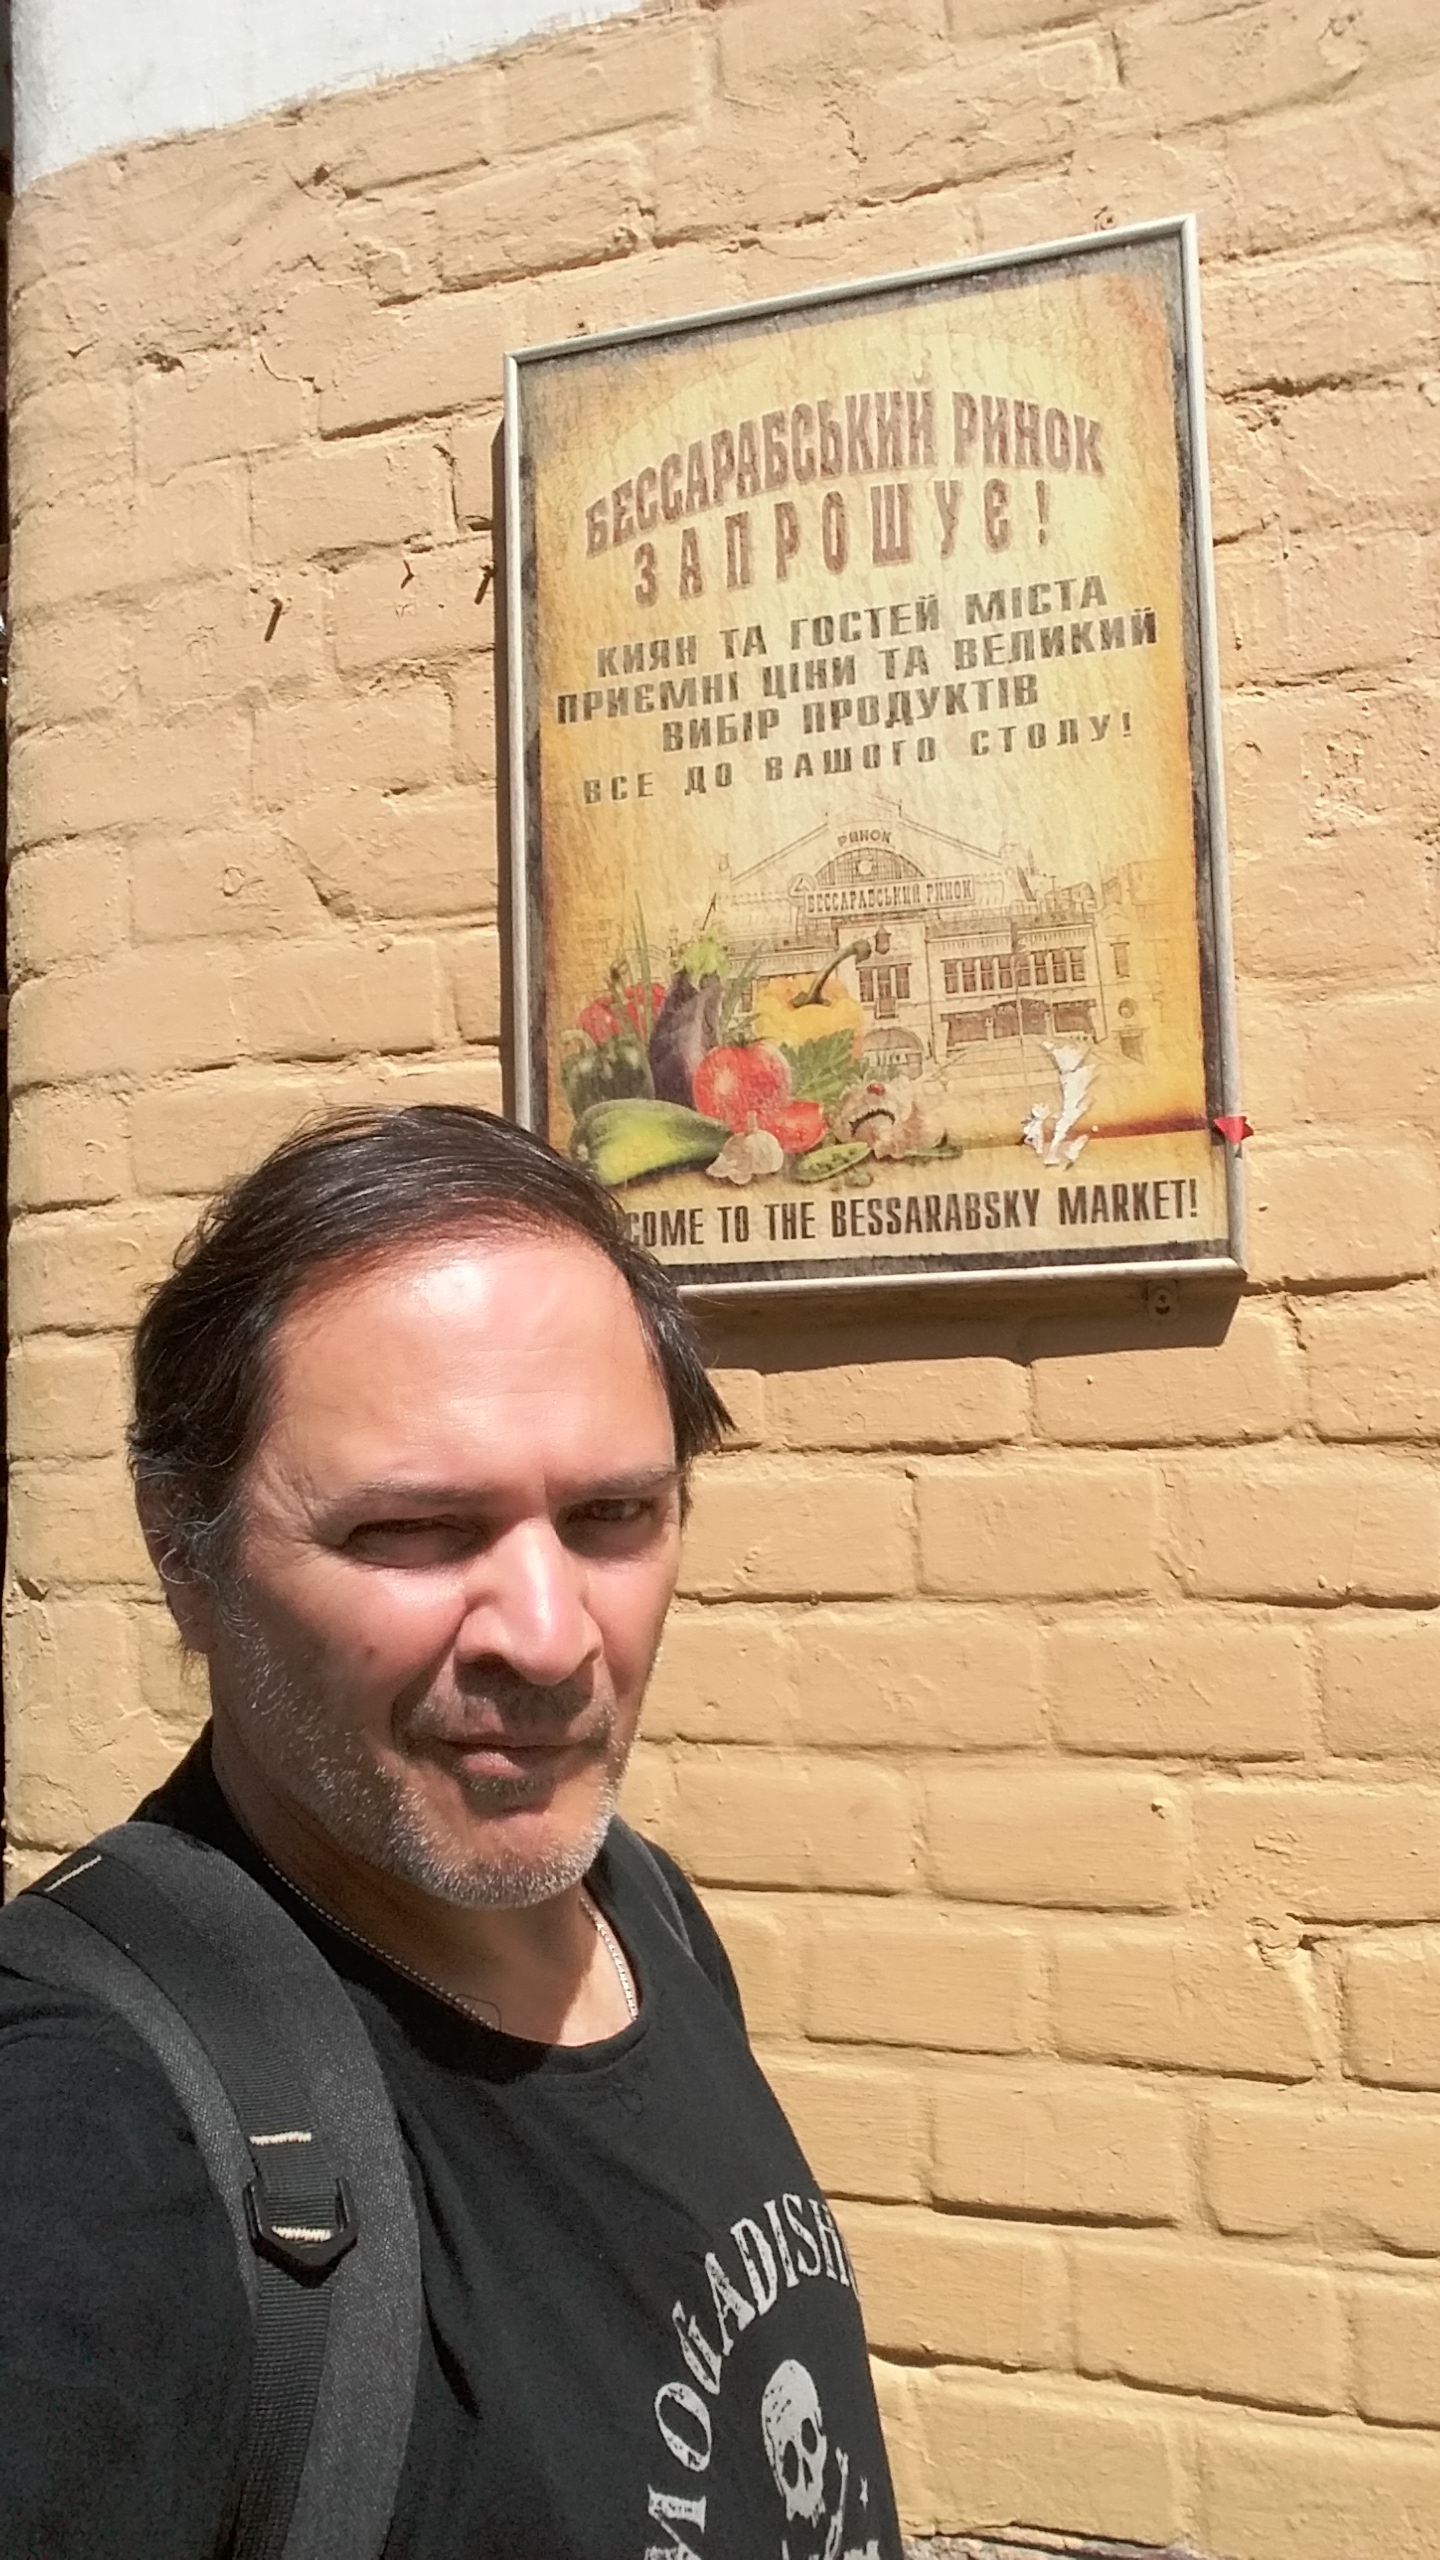 БЕССАРАБСЬКИЙ РИНОК
ЗАПРОШУЄ!
КИЯН ТА ГОСТЕЙ МІСТА
ПРИЄМНІ ЦІНИ ТА ВЕЛИКИЙ
ВИБІР ПРОДУКТІВ
ВСЕ ДО ВАШОГО СТОЛУ!
РИНОК
БЕССАРАБСЬКИЙ РИНОК
COME TO THE BESSARABSKY MARKET!
MOGADISH